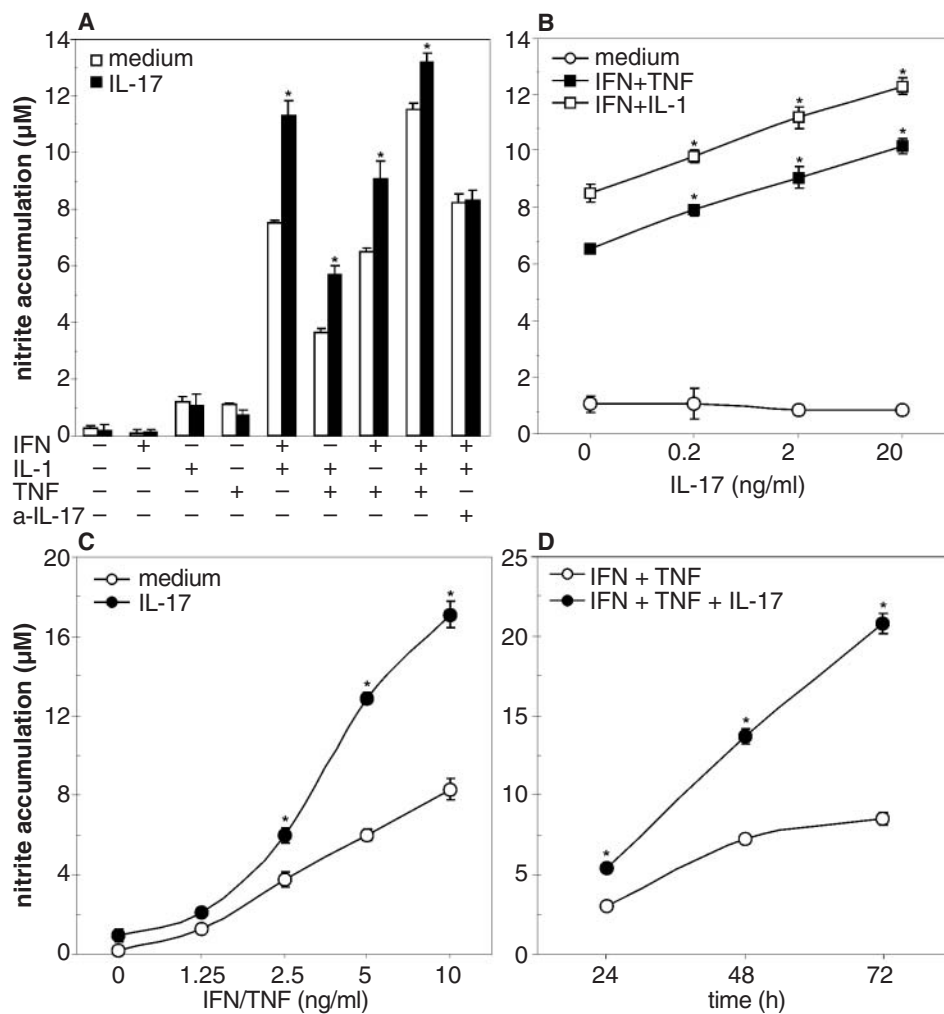 A
nitrite accumulation (µM)
14
12
10
8
6
4
2
0
medium
IL-17
* * * *
IFN – + – – + – + + +
IL-1 – – + – + + – + +
TNF – – – + – + + + –
a-IL-17 – – – – – – – – +
B
14
12
10
8
6
4
2
0
medium
IFN+TNF
IFN+IL-1
* * *
* * *
0 0.2 2 20
IL-17 (ng/ml)
C
nitrite accumulation (µM)
20
16
12
8
4
0
medium
IL-17
* * *
0 1.25 2.5 5 10
IFN/TNF (ng/ml)
D
25
20
15
10
5
0
IFN + TNF
IFN + TNF + IL-17
* * *
24 48 72
time (h)